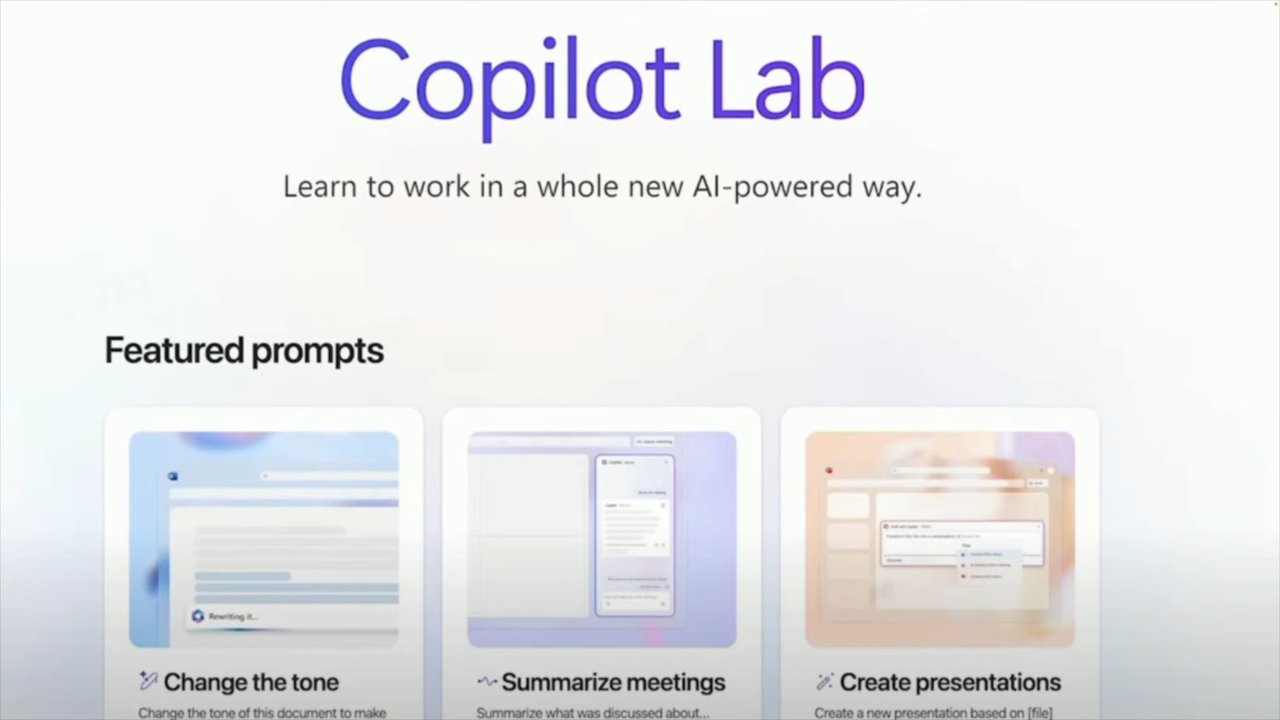 Copilot Lab
Learn to work in a whole new AI-powered way.
Featured prompts
Rewriting it...
Change the tone
Summarize meetings
Create presentations
Change the tone of this document to make
Summarize what was discussed about...
Create a new presentation based on [file]